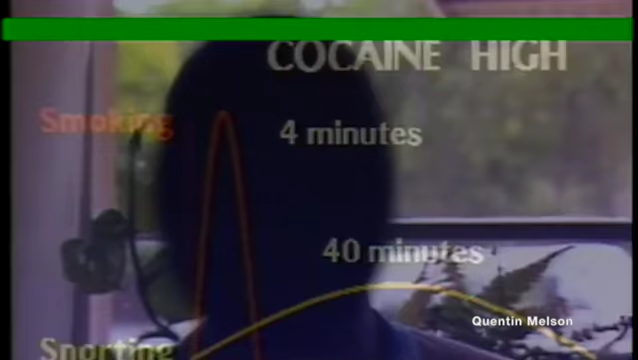 COCAINE HIGH
Smoking
4 minutes
40 minutes
Quentin Melson
Snorting